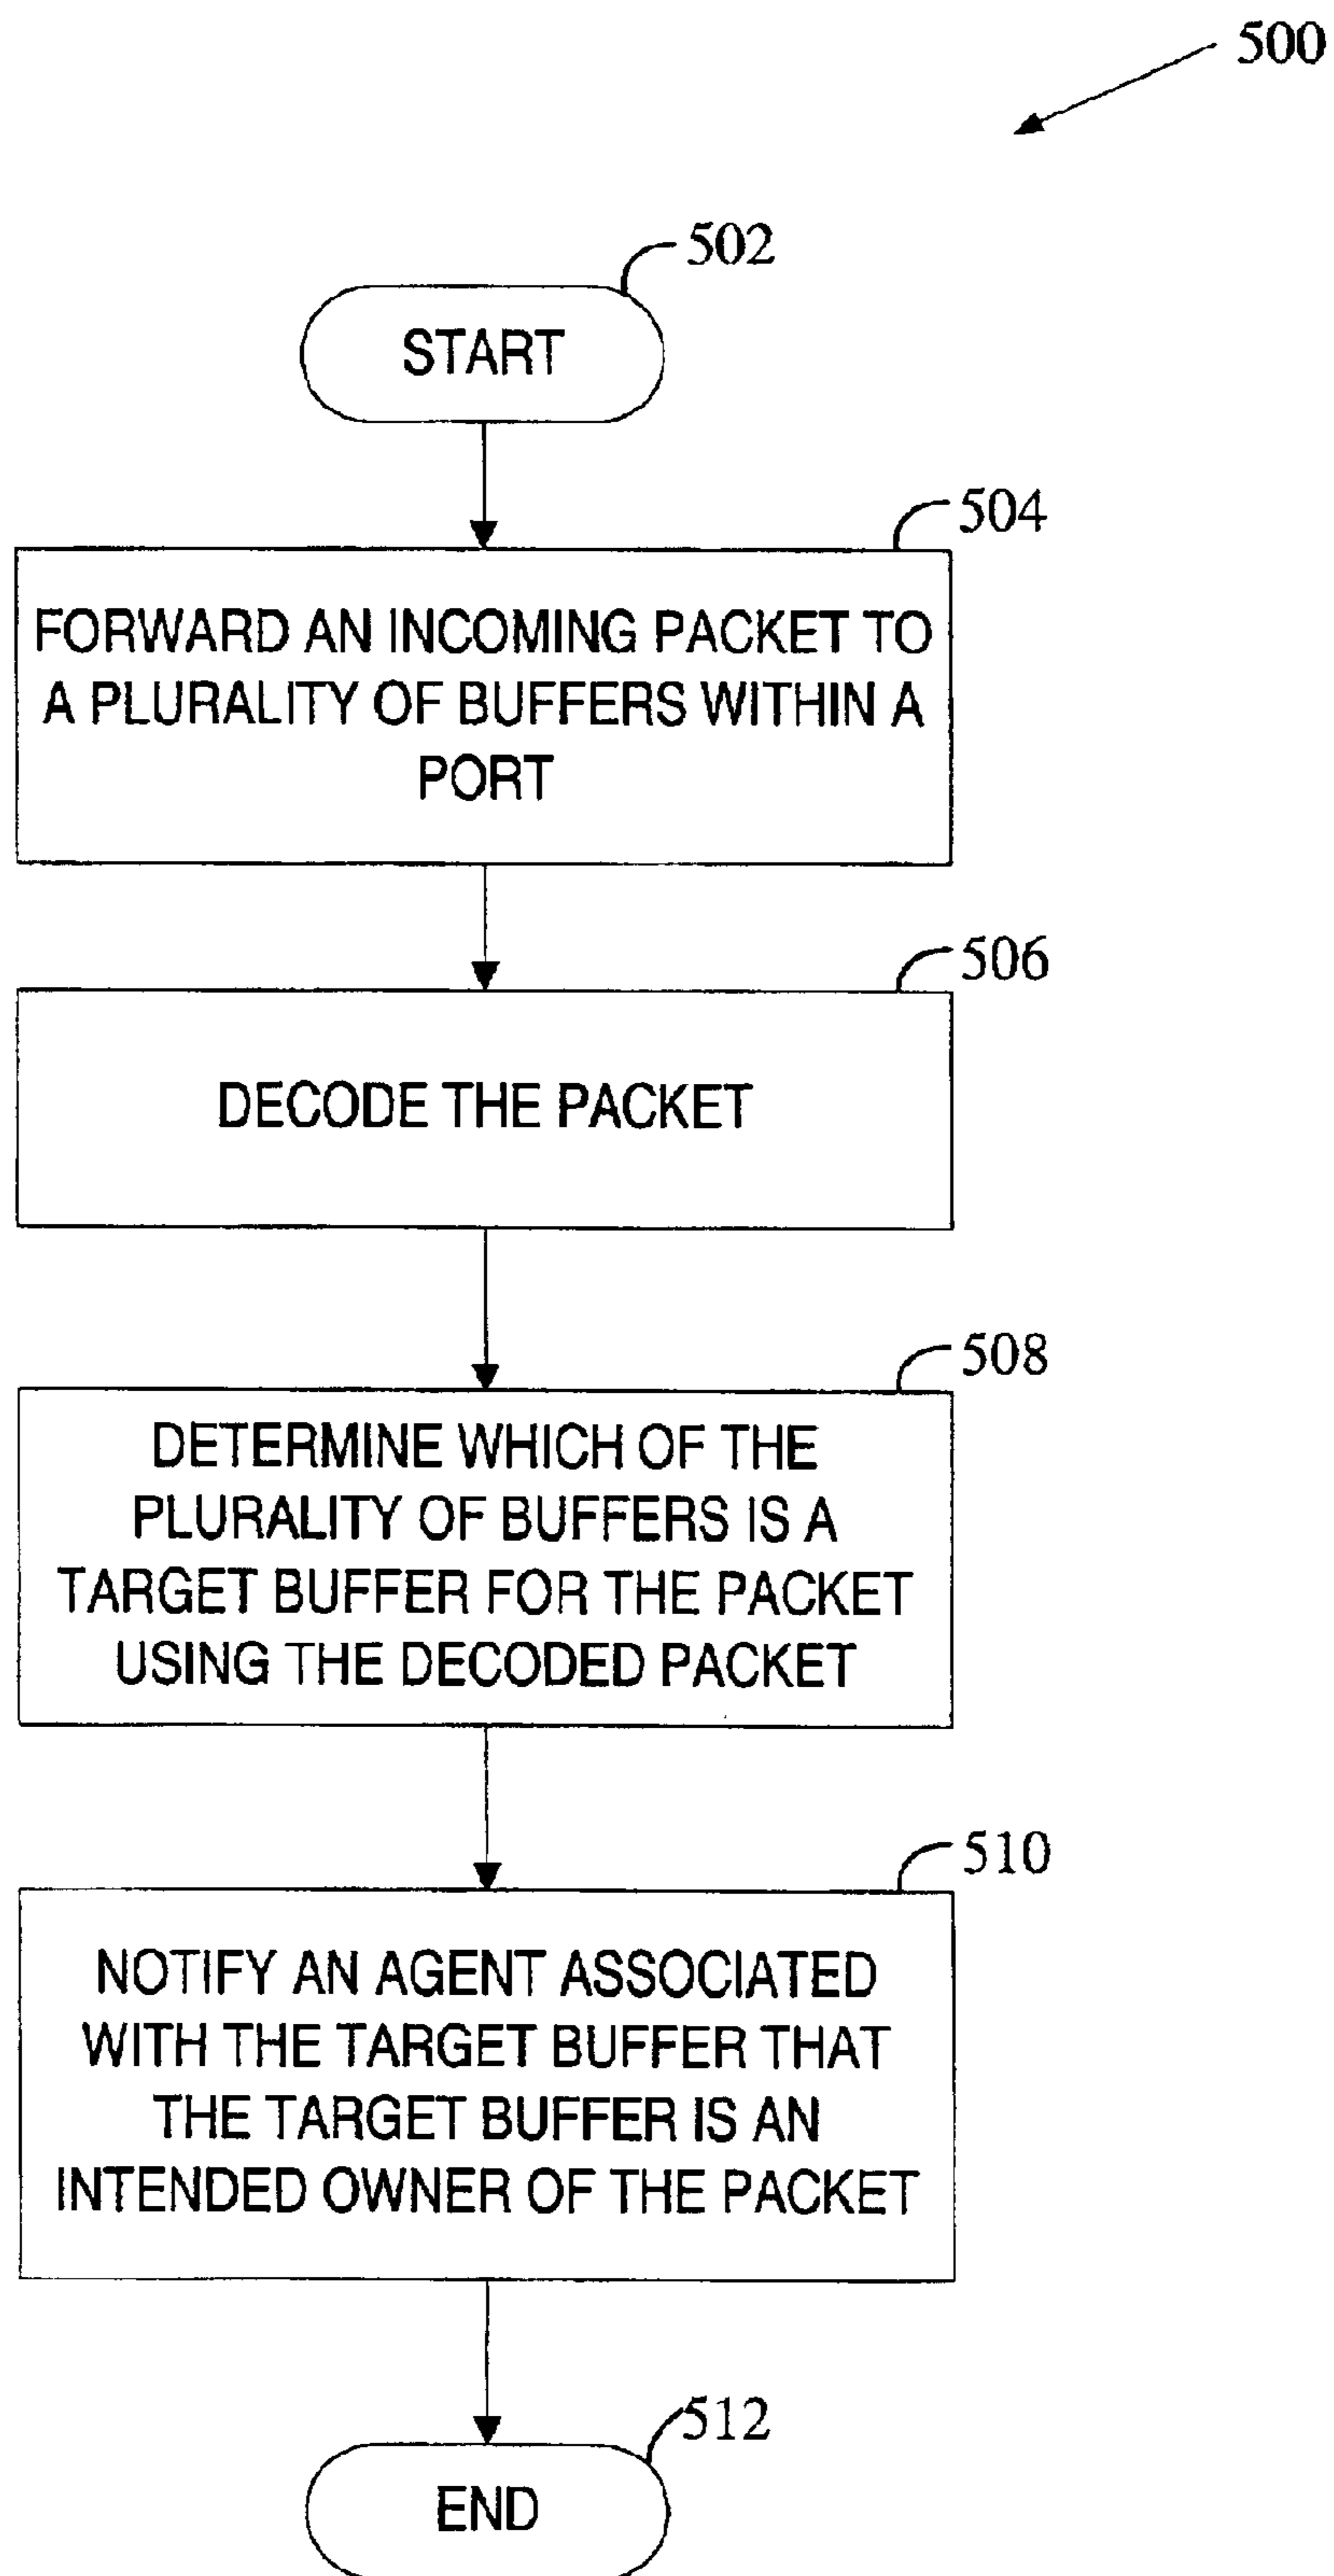 500
502
START
504
FORWARD AN INCOMING PACKET TO
A PLURALITY OF BUFFERS WITHIN A
PORT
506
DECODE THE PACKET
508
DETERMINE WHICH OF THE
PLURALITY OF BUFFERS IS A
TARGET BUFFER FOR THE PACKET
USING THE DECODED PACKET
510
NOTIFY AN AGENT ASSOCIATED
WITH THE TARGET BUFFER THAT
THE TARGET BUFFER IS AN
INTENDED OWNER OF THE PACKET
512
END